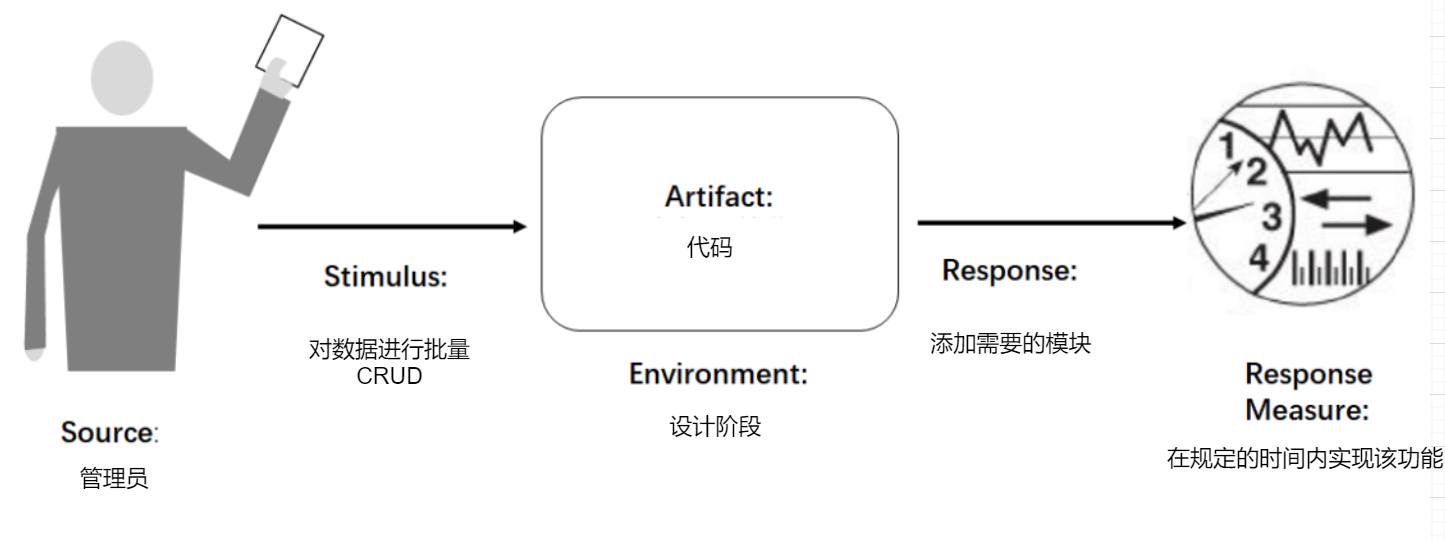 Source:
管理员
Stimulus:
对数据进行批量
CRUD
Artifact:
代码
Environment:
设计阶段
Response:
添加需要的模块
1
2
3
4
Response
Measure:
在规定的时间内实现该功能